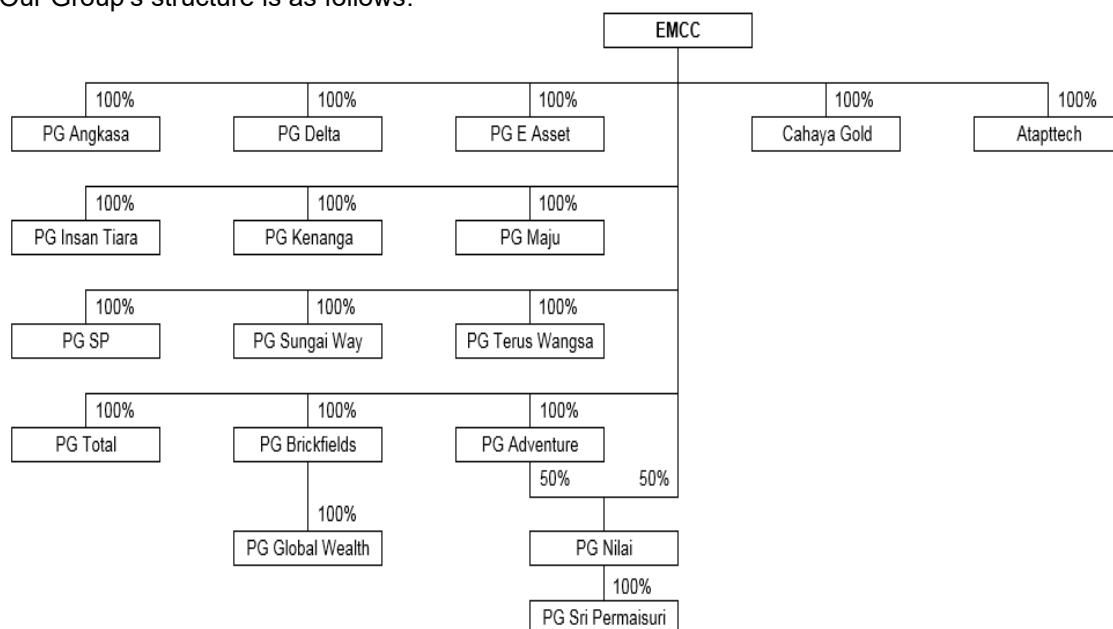 Our Group's structure is as follows:
EMCC
100% 100% 100% 100% 100%
PG Angkasa PG Delta PG E Asset Cahaya Gold Atapttech
100% 100% 100%
PG Insan Tiara PG Kenanga PG Maju
100% 100% 100%
PG SP PG Sungai Way PG Terus Wangsa
100% 100% 100%
PG Total PG Brickfields PG Adventure
50% 50%
100%
PG Global Wealth PG Nilai
100%
PG Sri Permaisuri